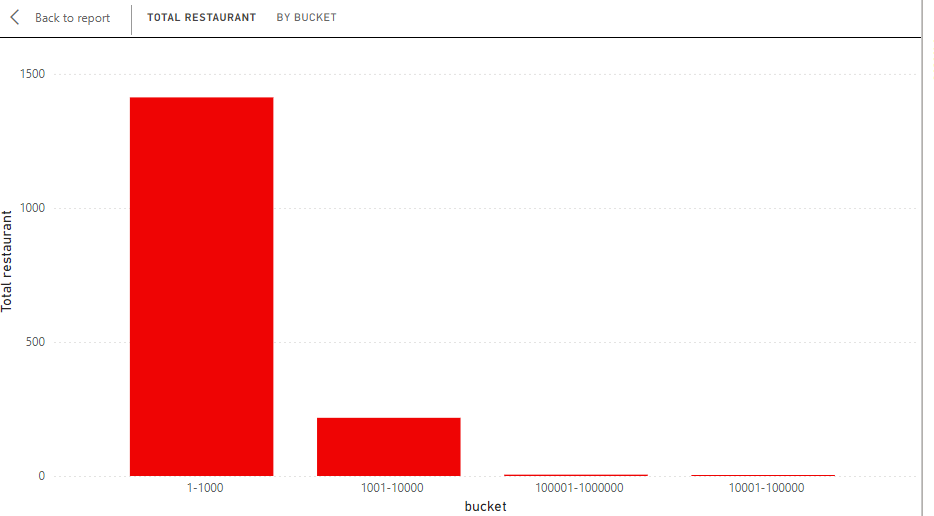 Back to report
TOTAL RESTAURANT BY BUCKET
1500
1000
500
0
Total restaurant
1-1000 1001-10000 100001-1000000 10001-100000
bucket